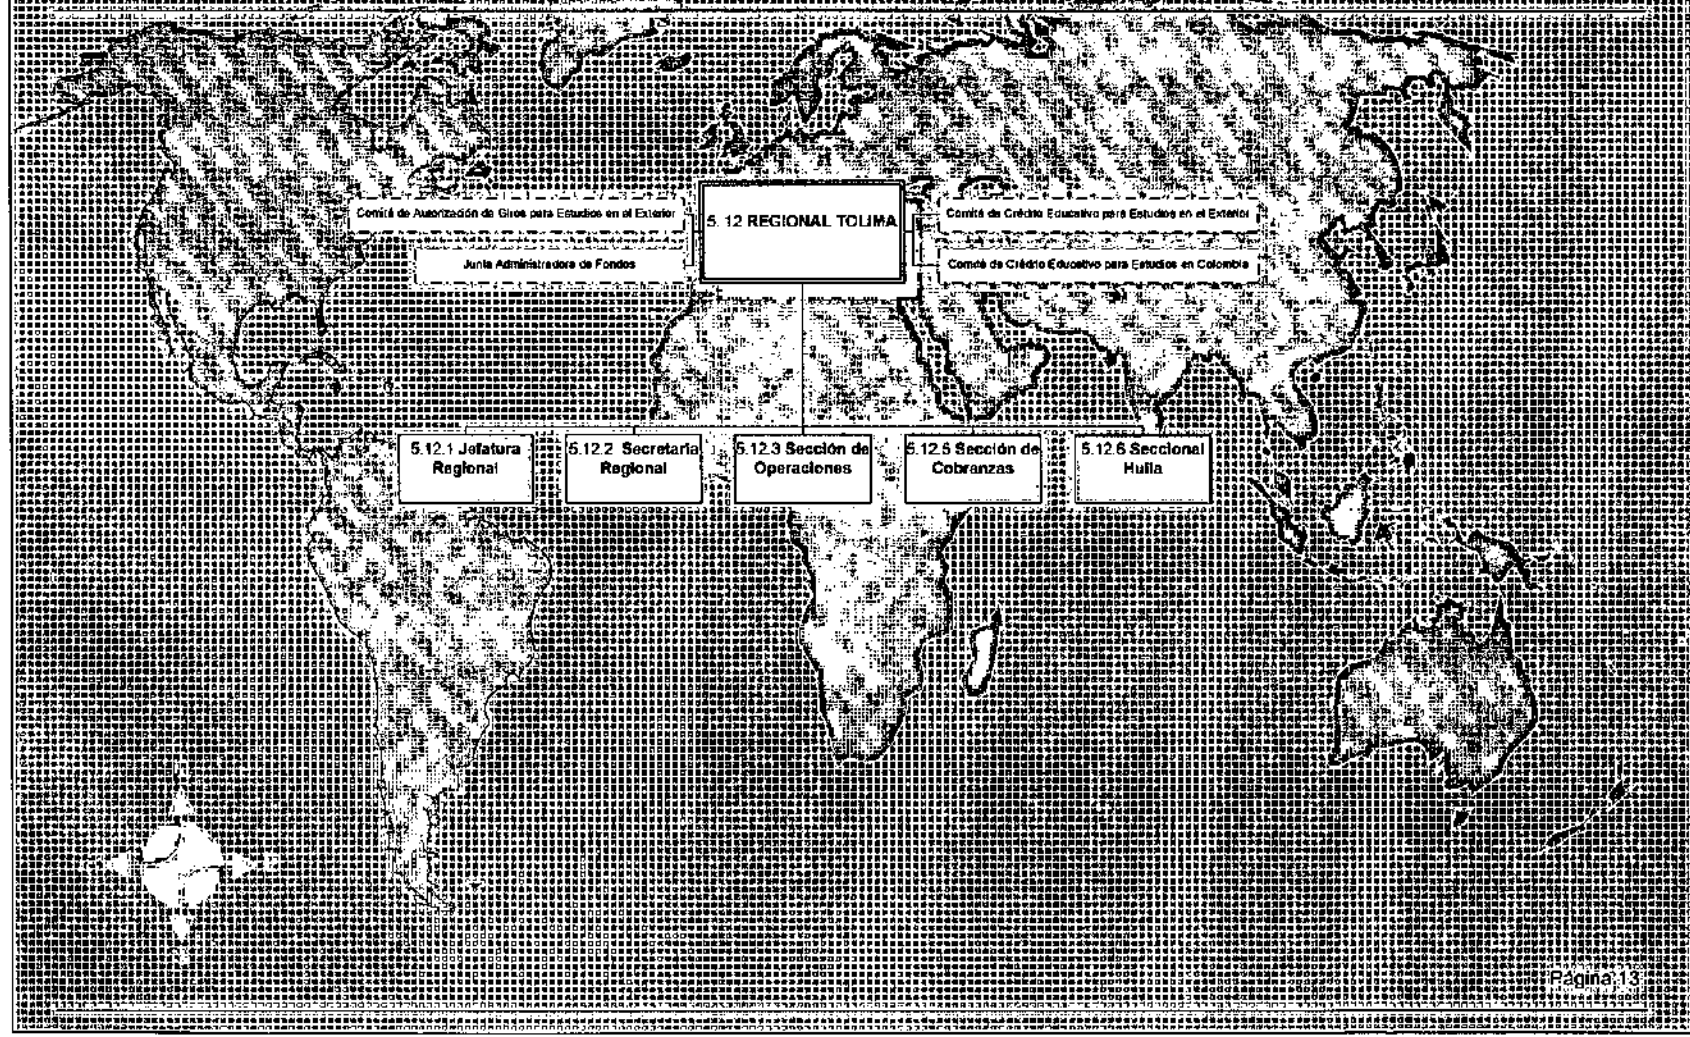 Comité de Autorización de Giros para Estudios en el Exterior
5. 12 REGIONAL TOLIMA
Comité de Crédito Educativo para Estudios en el Exterior
Junta Administradora de Fondos
Comité de Crédito Educativo para Estudios en Colombia
5.12.1 Jefatura
Regional
5.12.2 Secretaria
Regional
5.12.3 Sección de
Operaciones
5.12.5 Sección de
Cobranzas
5.12.6 Seccional
Huila
Página 13